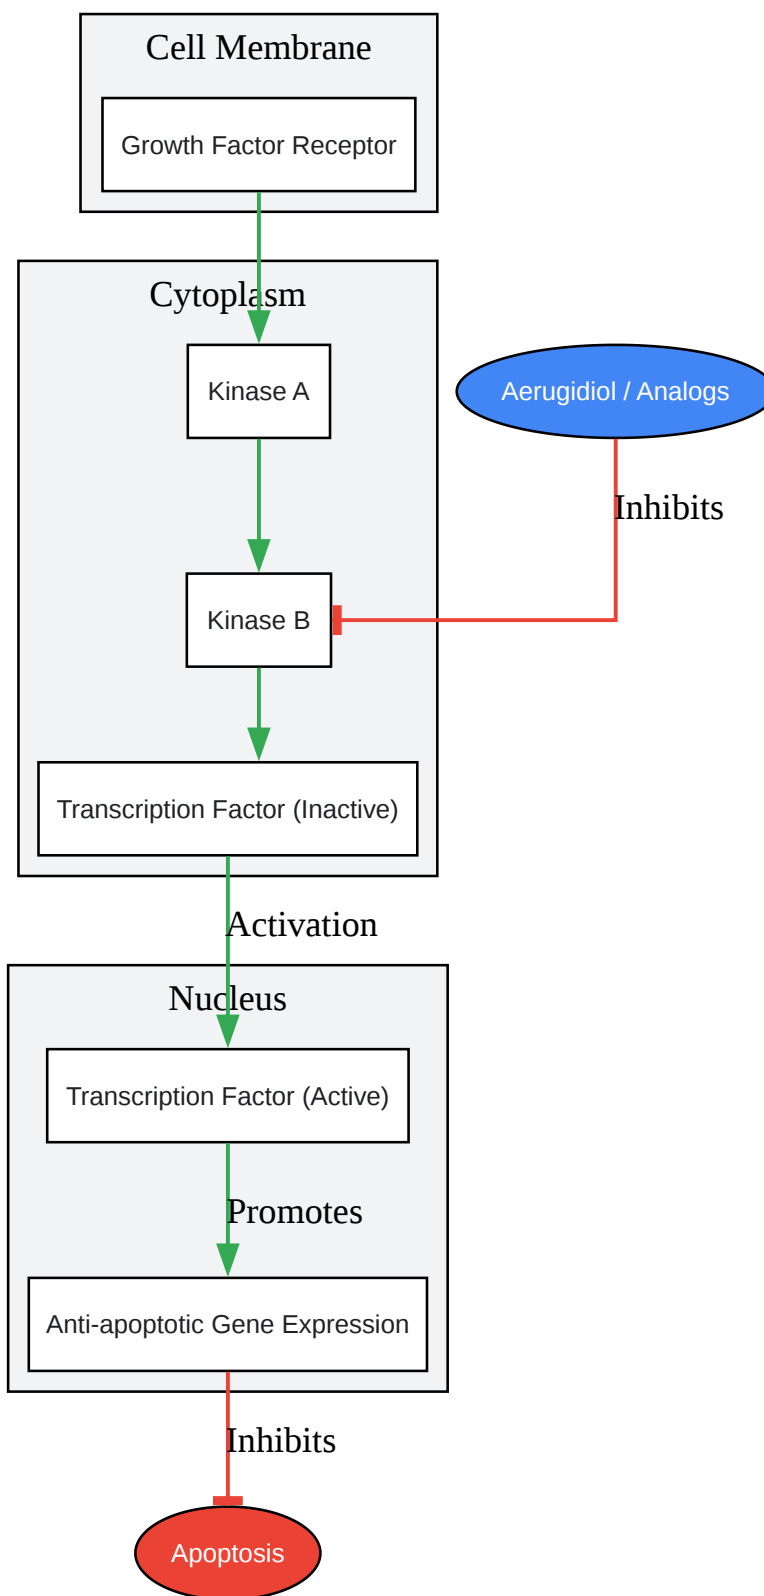 Cell Membrane
Growth Factor Receptor
Cytoplasm
Kinase A
Aerugidiol / Analogs
Inhibits
Kinase B
Transcription Factor (Inactive)
Activation
Nucleus
Transcription Factor (Active)
Promotes
Anti-apoptotic Gene Expression
Inhibits
Apoptosis